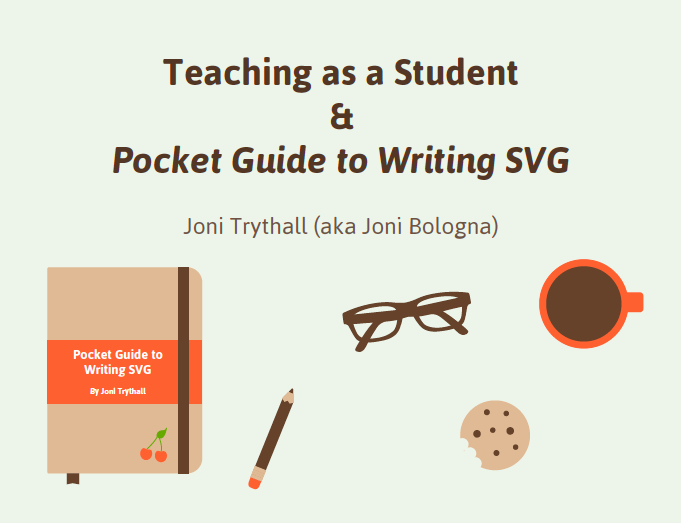 Teaching as a Student
&
Pocket Guide to Writing SVG
Joni Trythall (aka Joni Bologna)
Pocket Guide to
Writing SVG
By Joni Trythall